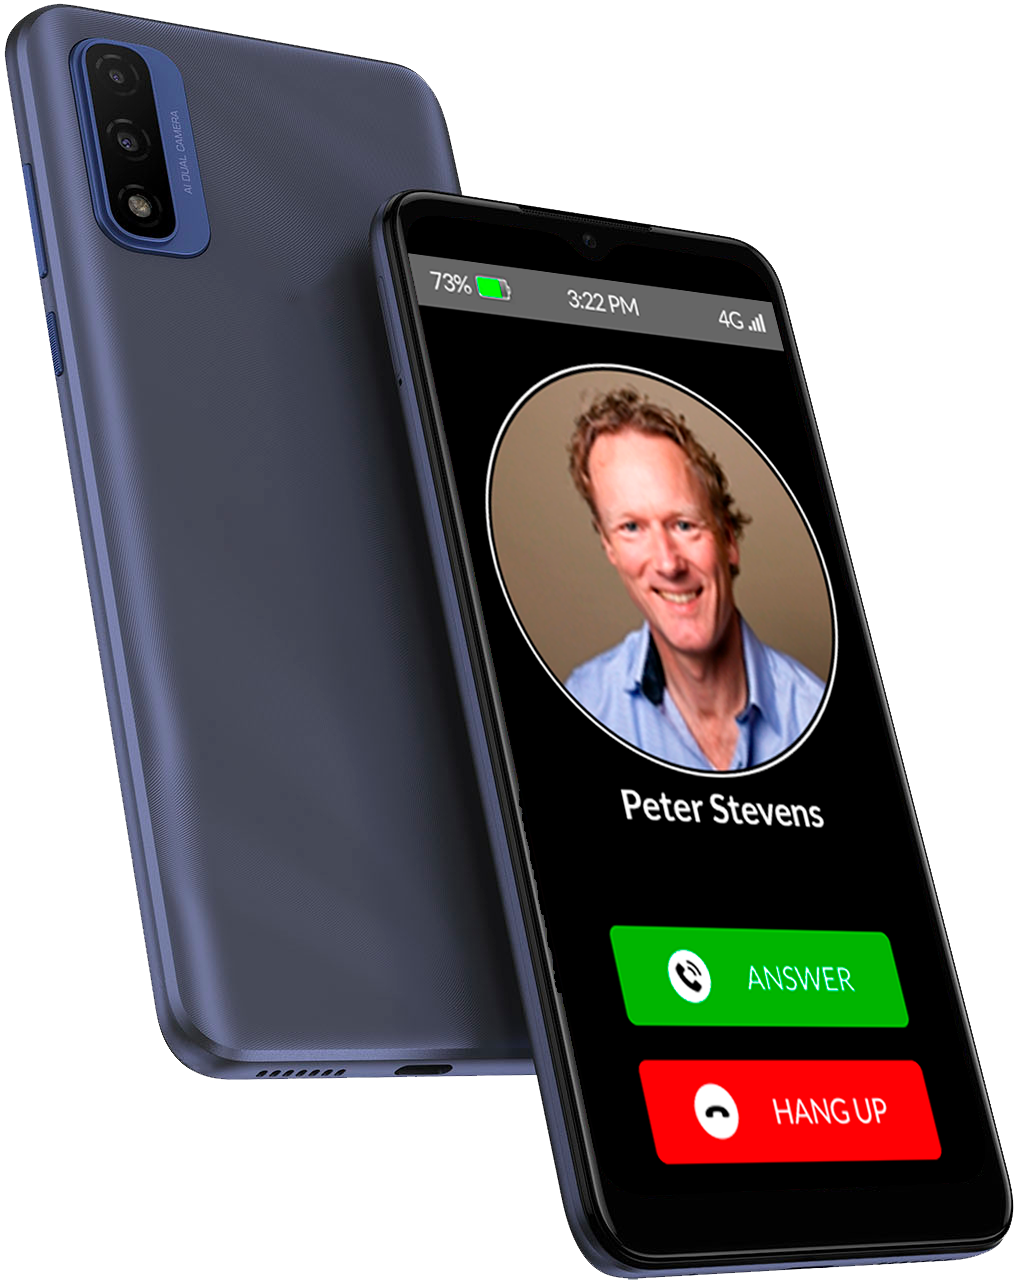 AI DUAL CAMERA
73%
3:22 PM
4G
Peter Stevens
ANSWER
HANG UP